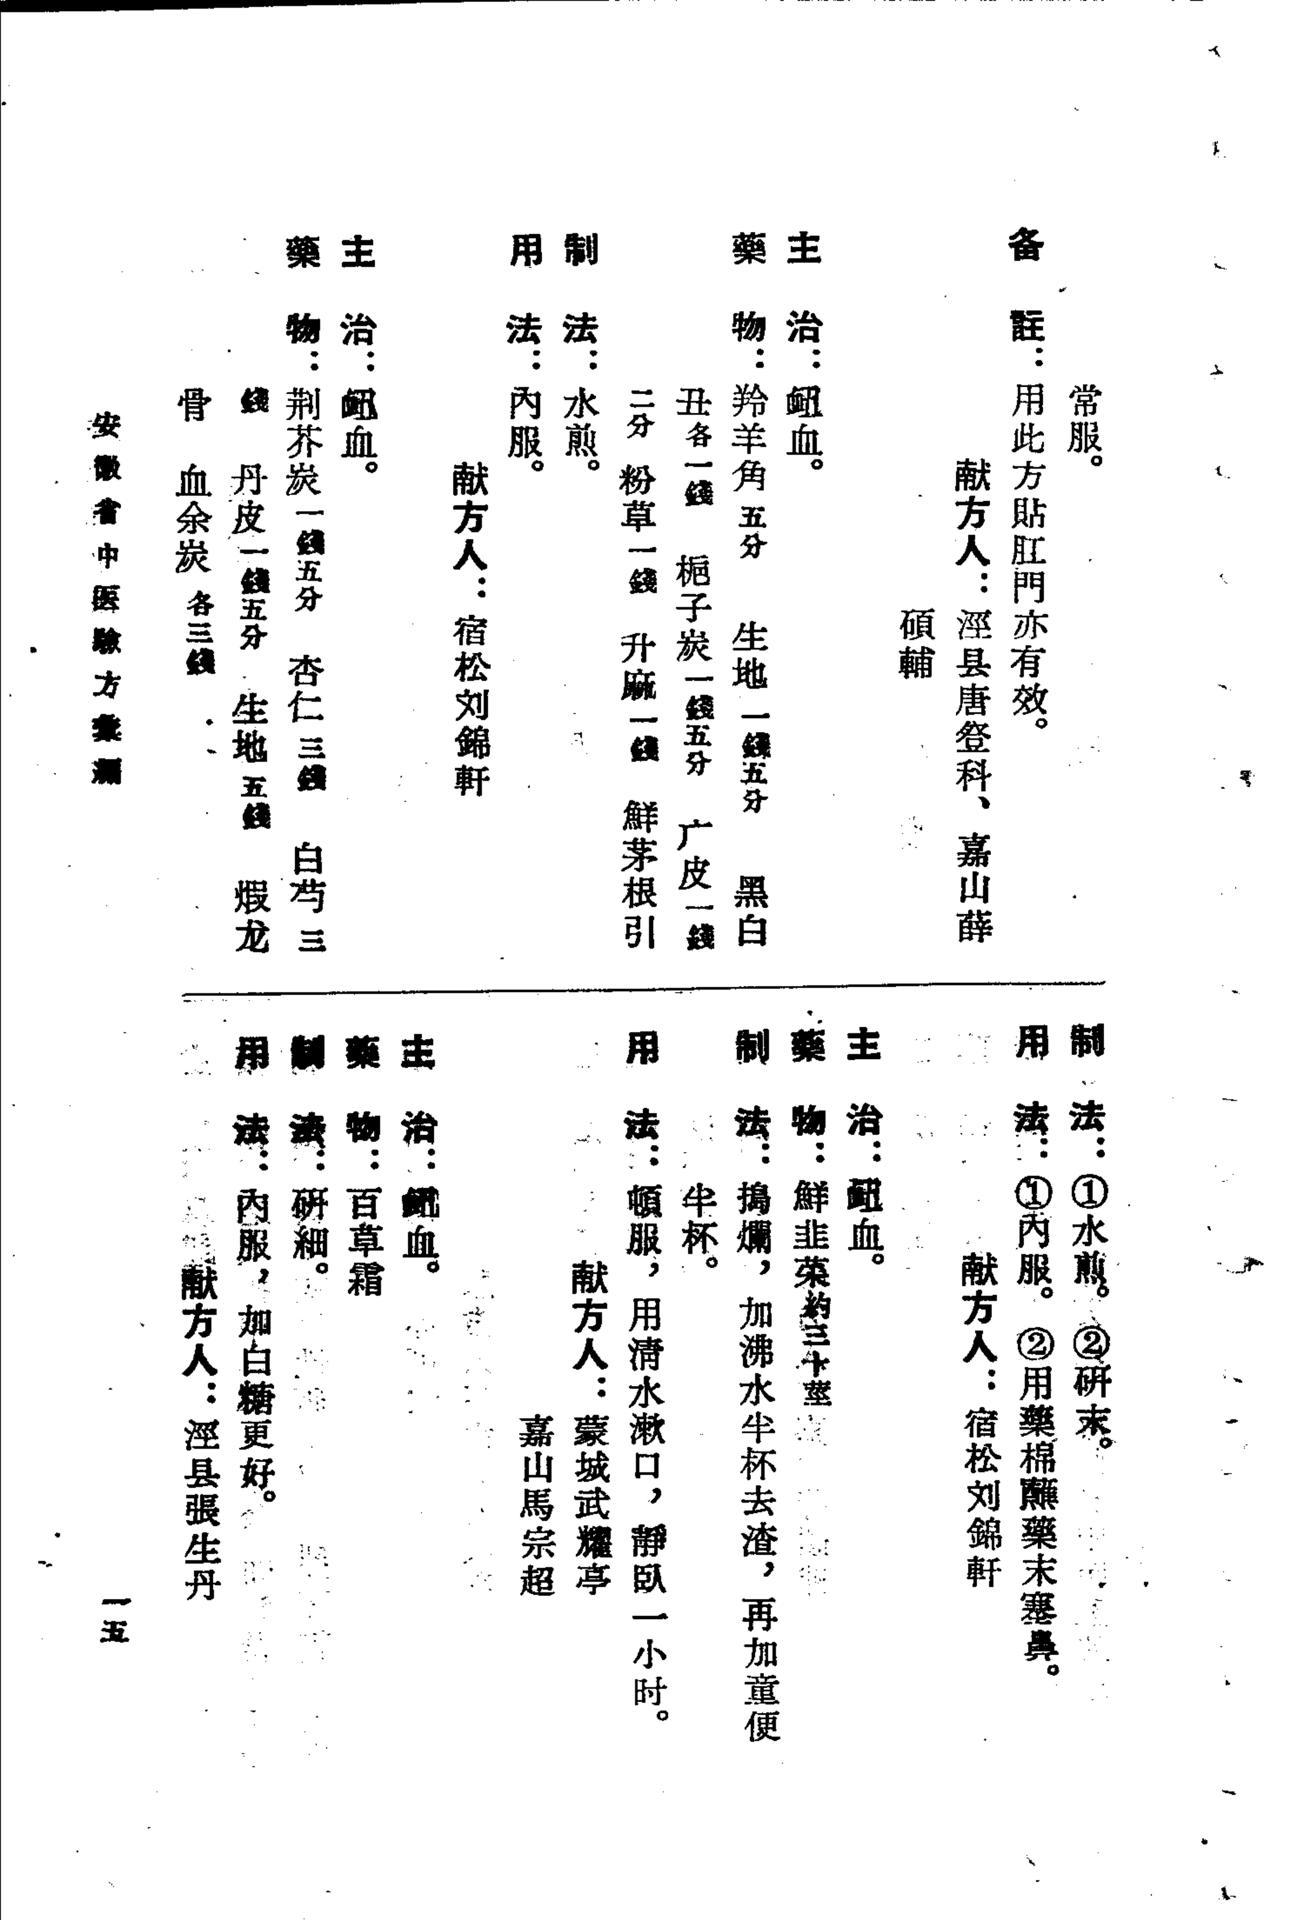 常服。
备　註：用此方貼肛門亦有效。
献方人：涇县唐登科、嘉山薛
碩輔
主　治：衄血。
藥　物：羚羊角五分　生地一錢五分　黑白
丑各一錢　梔子炭一錢五分　广皮一錢
二分　粉草一錢　升麻一錢　鮮茅根引
制　法：水煎。
用　法：內服。
献方人：宿松刘錦軒
主　治：衄血。
藥　物：荆芥炭一錢五分　杏仁三錢　白芍三
錢　丹皮一錢五分　生地五錢　煆龙
骨　血余炭各三錢
制　法：①水煎。②研末。
用　法：①內服。②用藥棉蘸藥末塞鼻。
献方人：宿松刘錦軒
主　治：衄血。
藥　物：鮮韭菜約三十莖
制　法：搗爛，加沸水半杯去渣，再加童便
半杯。
用　法：頓服，用清水漱口，靜臥一小时。
献方人：蒙城武耀亭
嘉山馬宗超
主　治：衄血。
藥　物：百草霜
制　法：研細。
用　法：內服，加白糖更好。
献方人：涇县張生丹
安徽省中医驗方彙編
一五